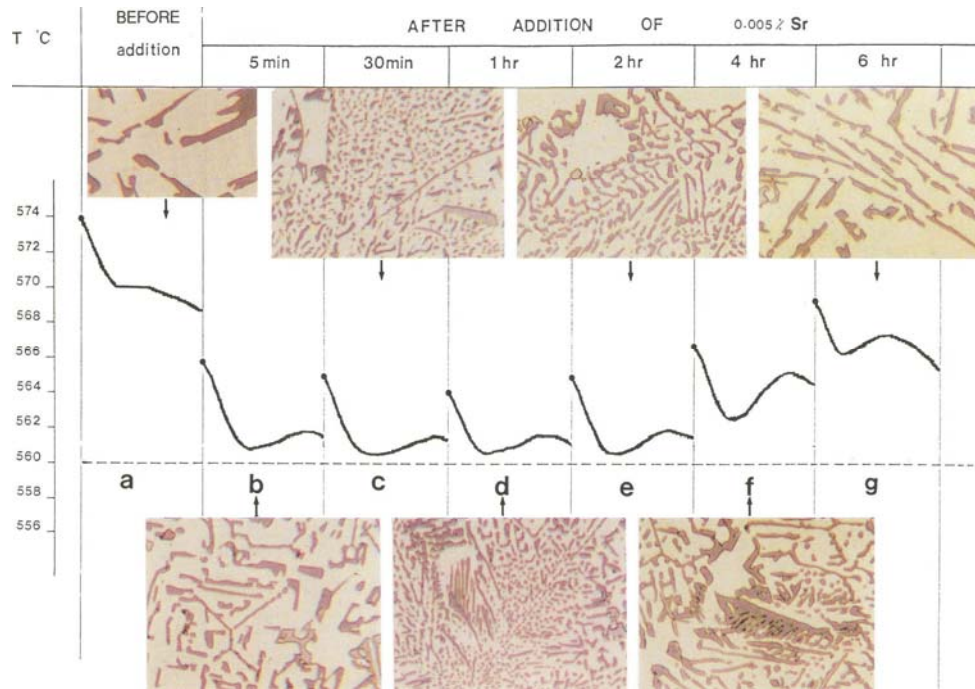 T °C
BEFORE
addition
AFTER ADDITION OF 0.005% Sr
5 min
30min
1 hr
2 hr
4 hr
6 hr
574
572
570
568
566
564
562
560
558
556
a
b
c
d
e
f
g